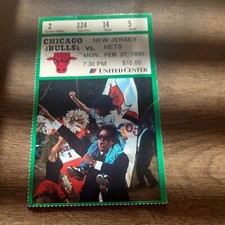 2 334 14 5
CHICAGO
(BULLS)
VS.
NEW JERSEY
NETS
MON., FEB. 27, 1995
7:30 PM $15.00
UNITED CENTER